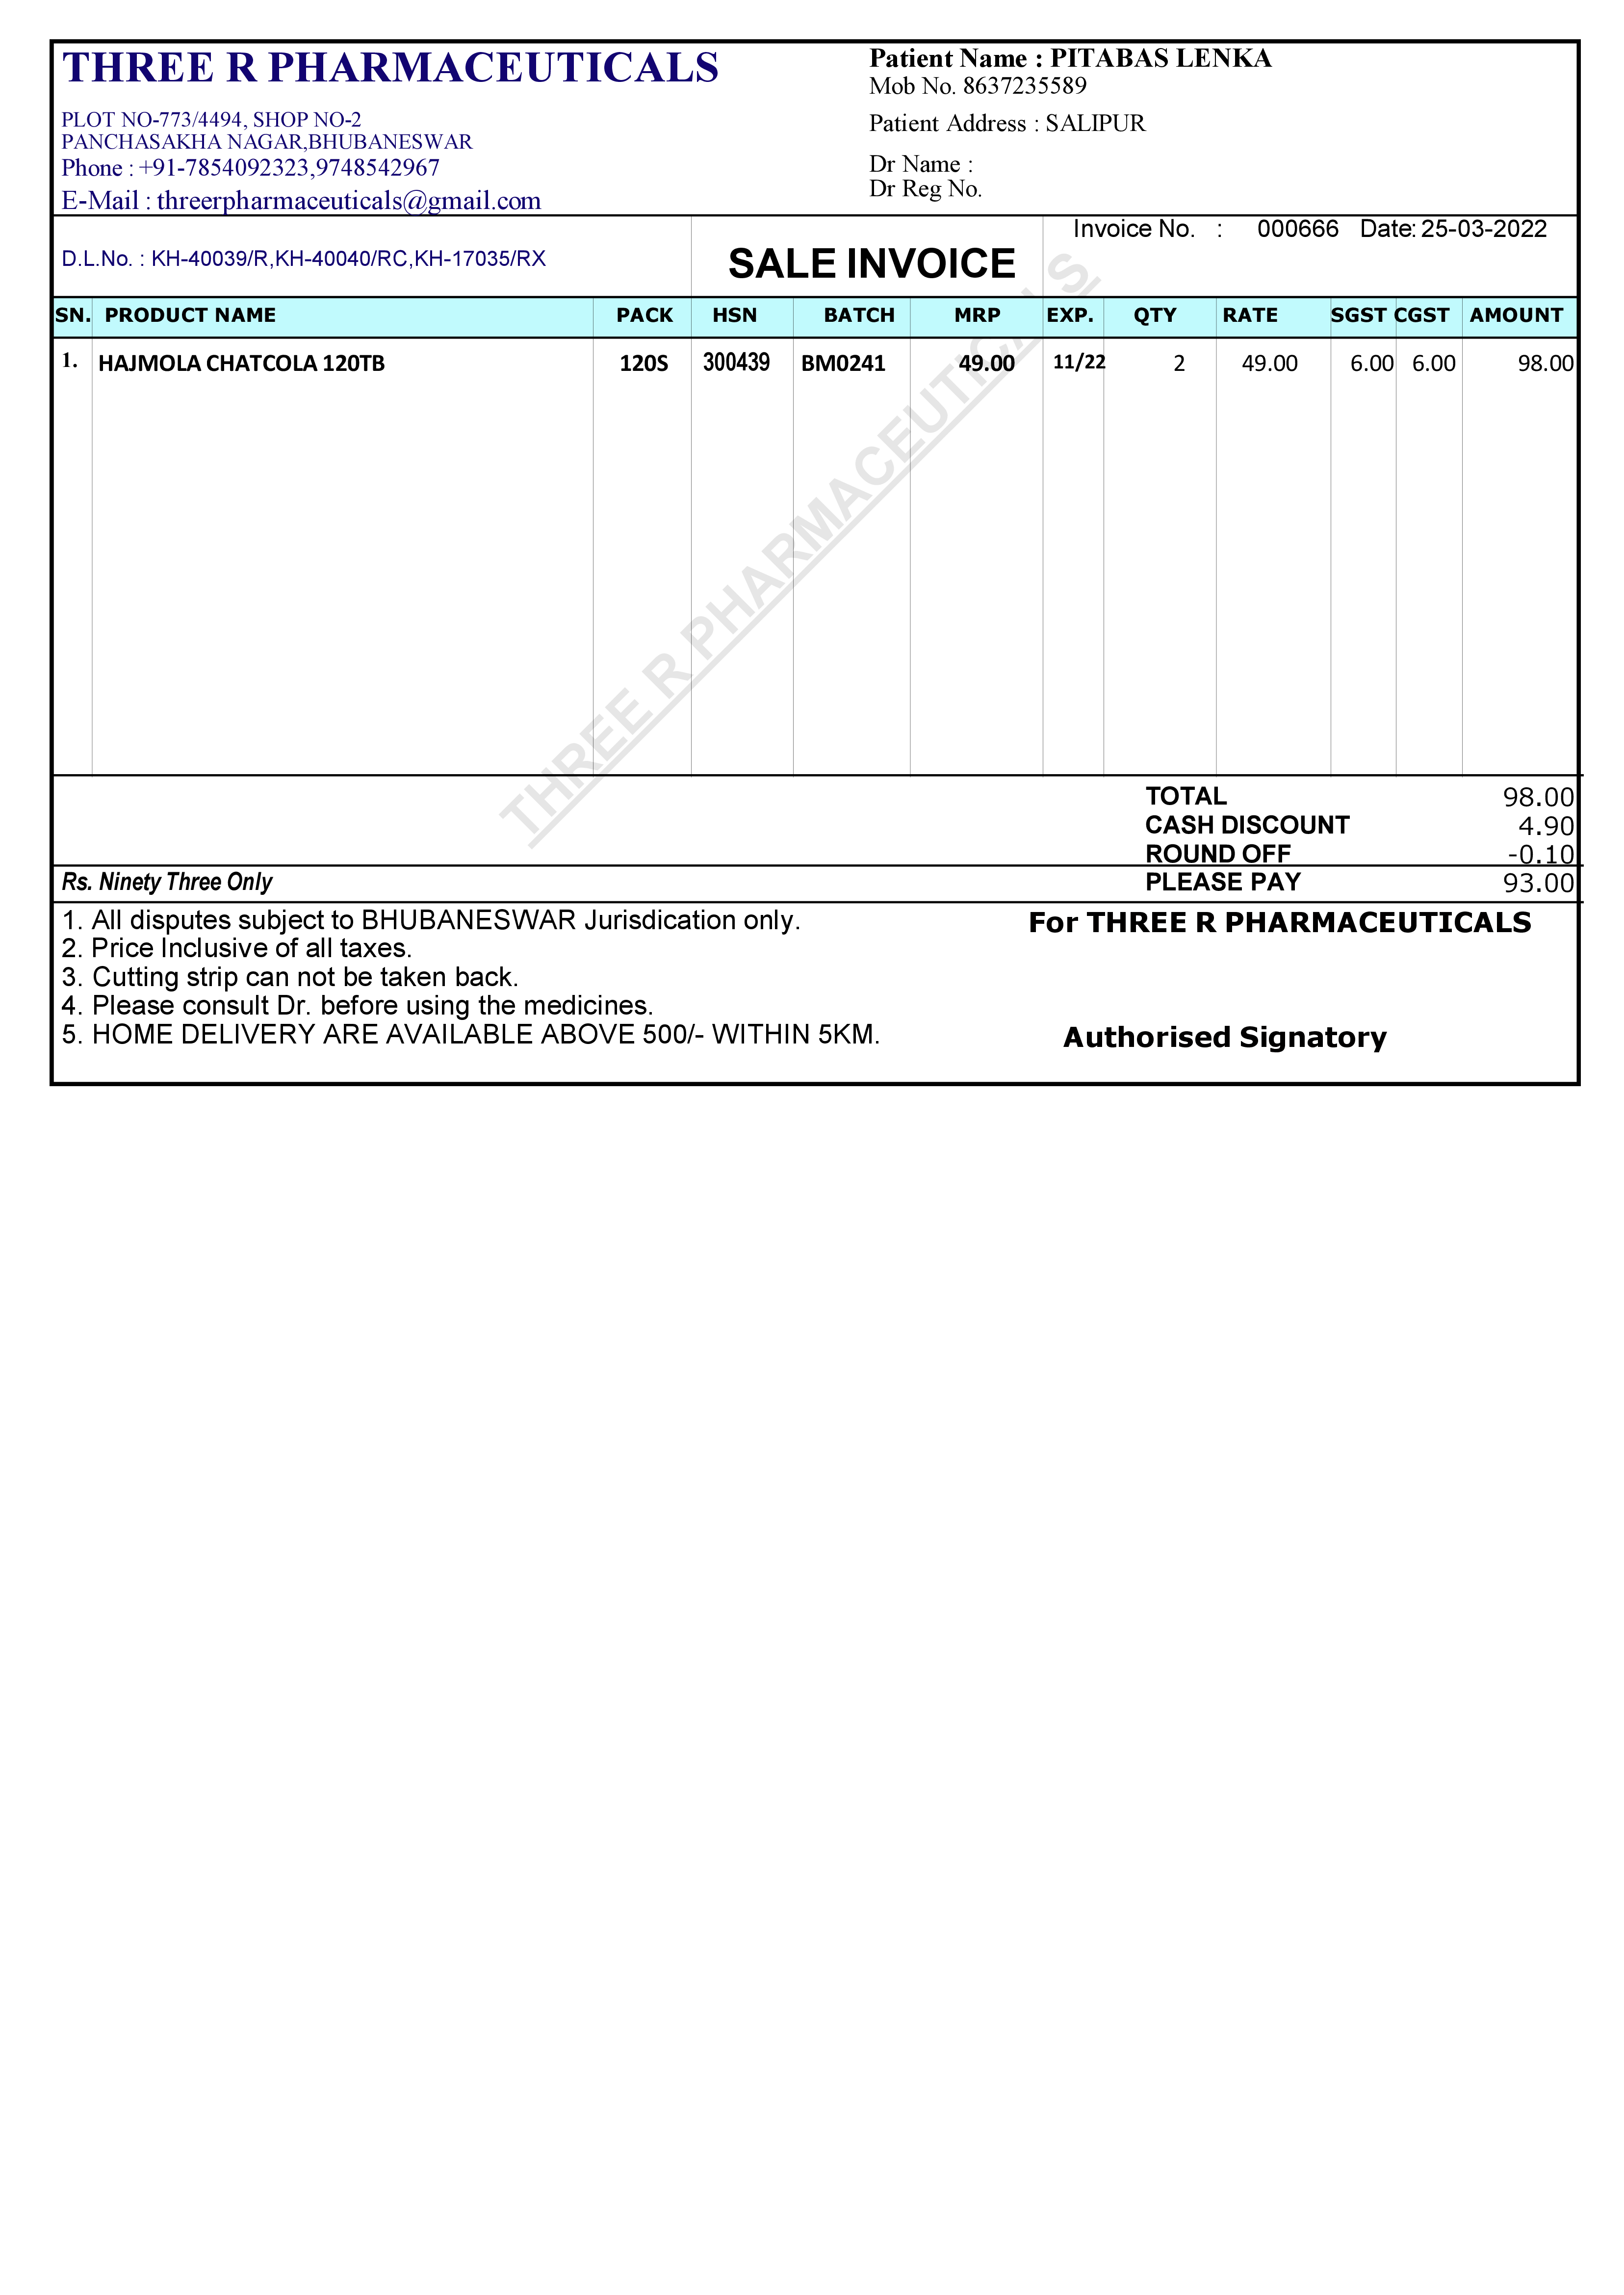 THREE R PHARMACEUTICALS
PLOT NO-773/4494, SHOP NO-2
PANCHASAKHA NAGAR,BHUBANESWAR
Phone : +91-7854092323,9748542967
E-Mail : threerpharmaceuticals@gmail.com
Patient Name : PITABAS LENKA
Mob No. 8637235589
Patient Address : SALIPUR
Dr Name :
Dr Reg No.
D.L.No. : KH-40039/R,KH-40040/RC,KH-17035/RX
SALE INVOICE
Invoice No. : 000666 Date: 25-03-2022
SN. PRODUCT NAME PACK HSN BATCH MRP EXP. QTY RATE SGST CGST AMOUNT
1. HAJMOLA CHATCOLA 120TB 120S 300439 BM0241 49.00 11/22 2 49.00 6.00 6.00 98.00
THREE R PHARMACEUTICALS
TOTAL 98.00
CASH DISCOUNT 4.90
ROUND OFF -0.10
Rs. Ninety Three Only PLEASE PAY 93.00
1. All disputes subject to BHUBANESWAR Jurisdication only.
2. Price Inclusive of all taxes.
3. Cutting strip can not be taken back.
4. Please consult Dr. before using the medicines.
5. HOME DELIVERY ARE AVAILABLE ABOVE 500/- WITHIN 5KM.
For THREE R PHARMACEUTICALS
Authorised Signatory